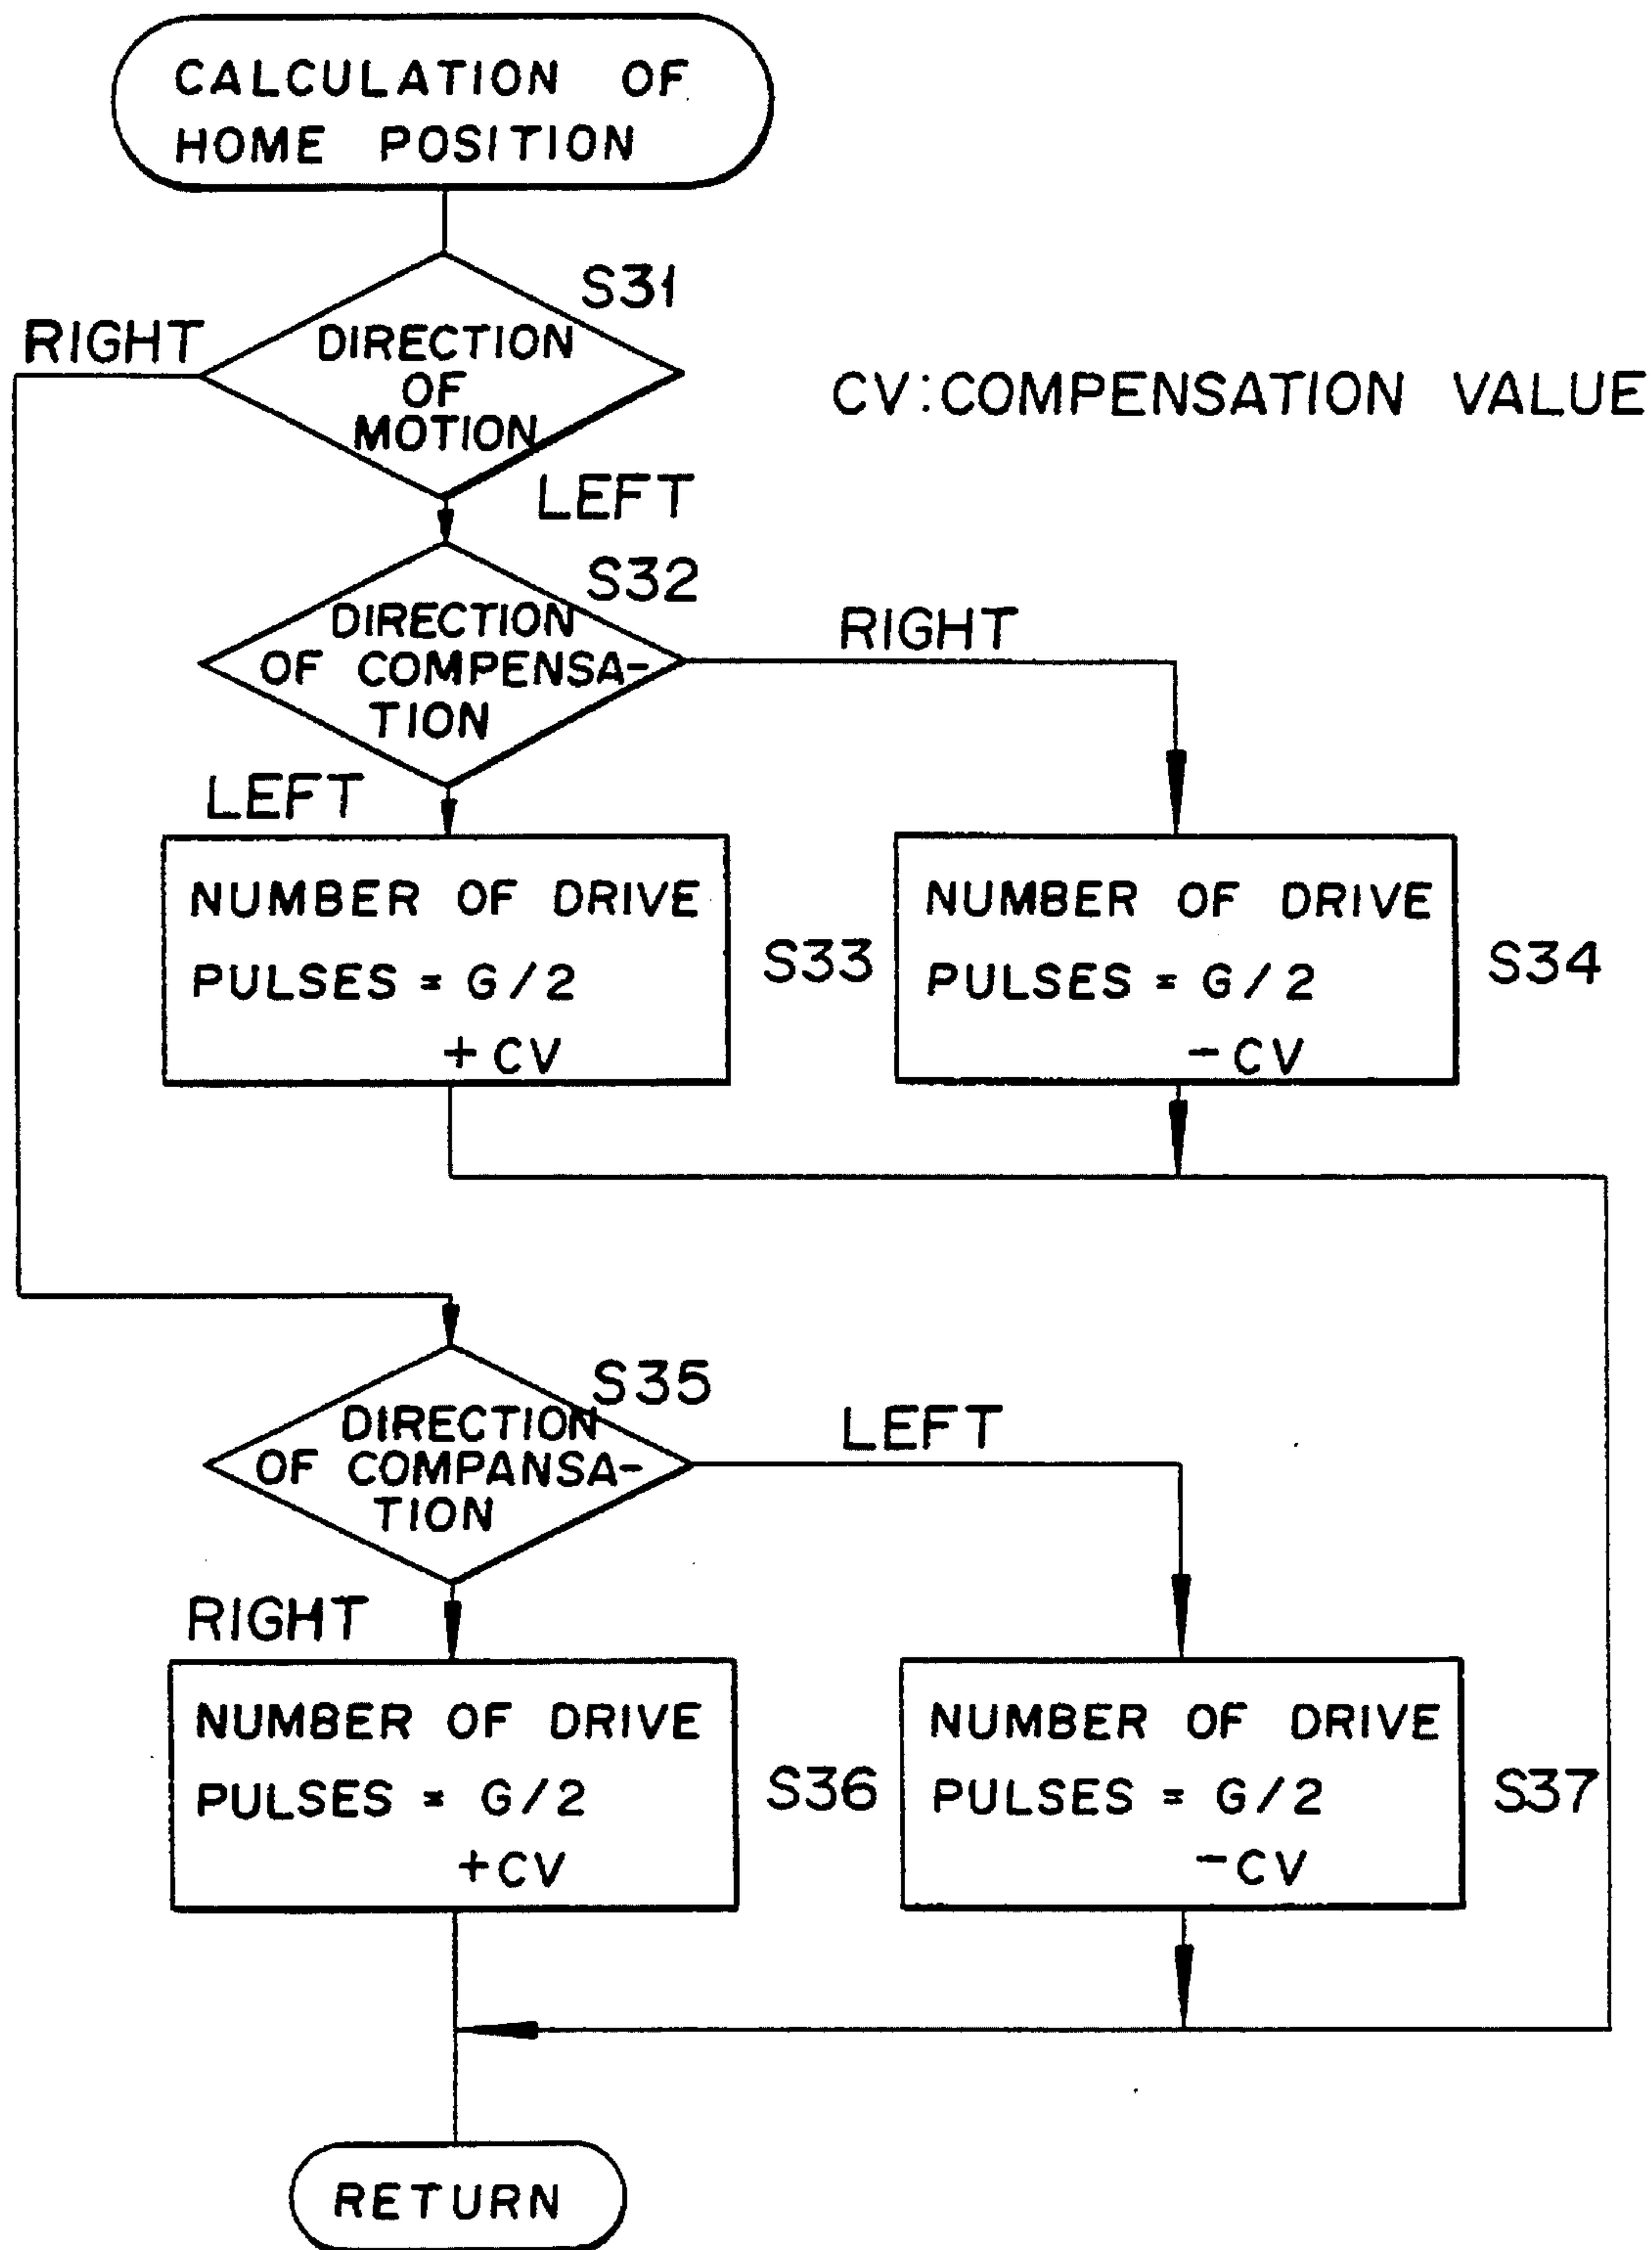 CALCULATION OF
HOME POSITION
S31
RIGHT
DIRECTION
OF
MOTION
CV:COMPENSATION VALUE
LEFT
S32
DIRECTION
OF COMPENSA-
TION
RIGHT
LEFT
NUMBER OF DRIVE
PULSES = G/2
+CV
S33
NUMBER OF DRIVE
PULSES = G/2
-CV
S34
S35
DIRECTION
OF COMPANSA-
TION
LEFT
RIGHT
NUMBER OF DRIVE
PULSES = G/2
+CV
S36
NUMBER OF DRIVE
PULSES = G/2
-CV
S37
RETURN